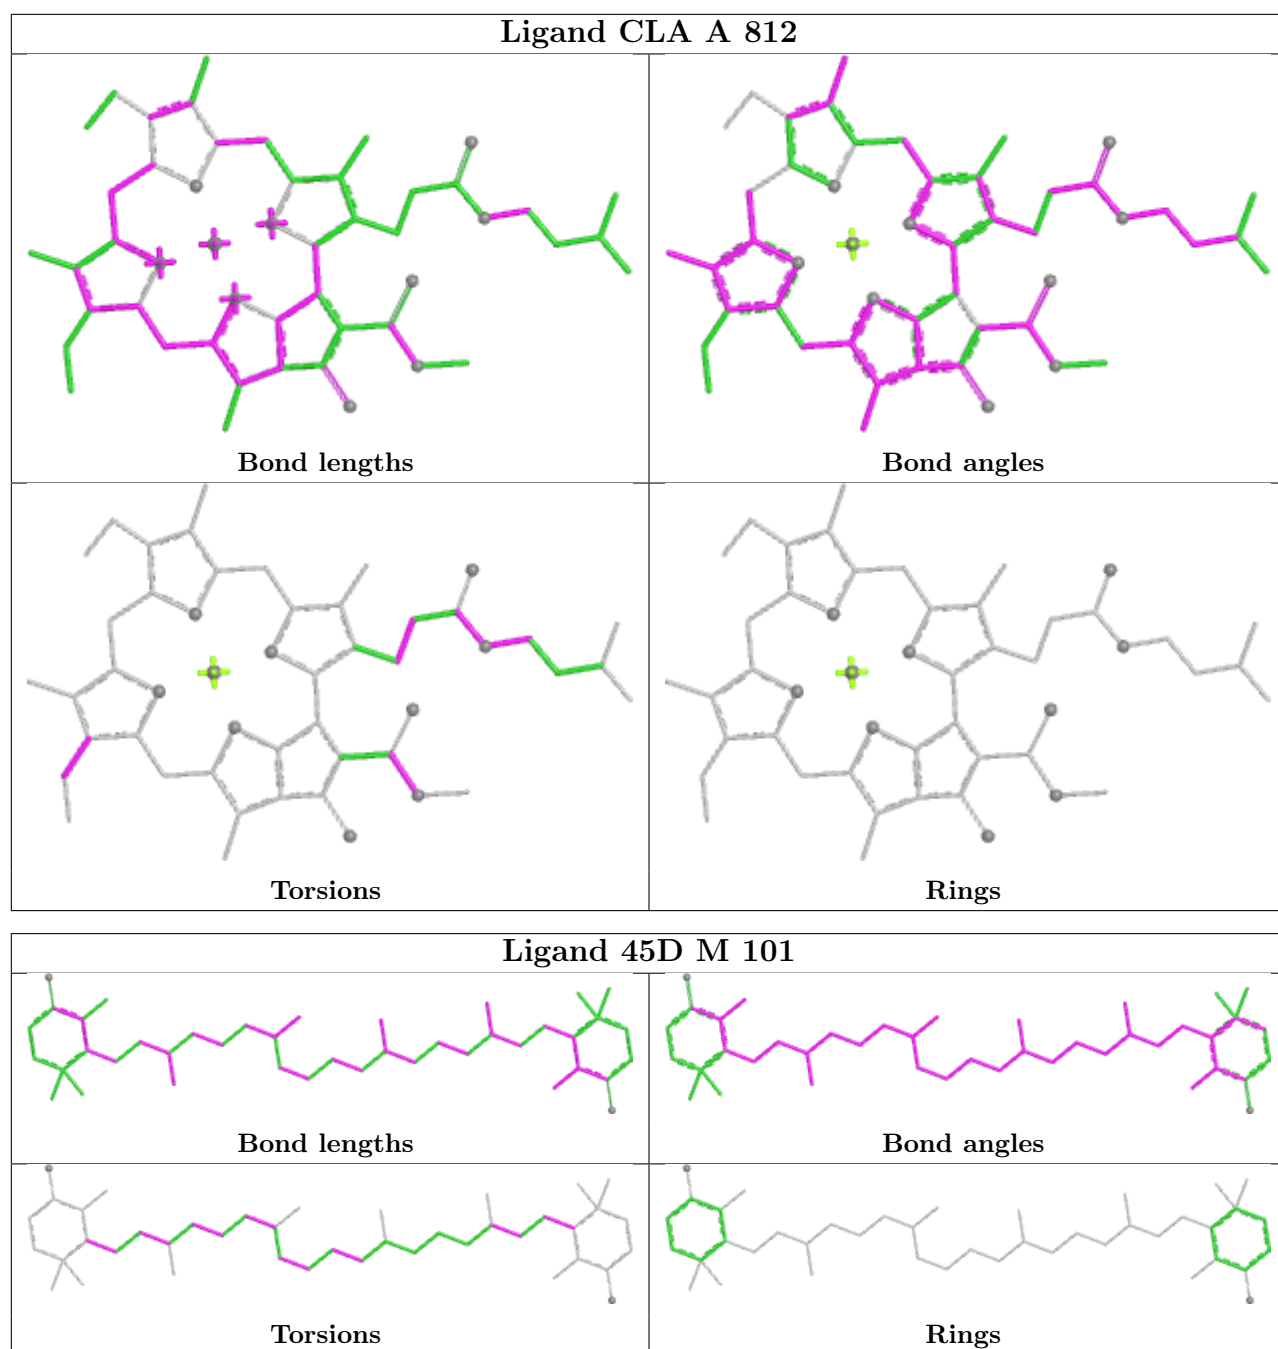 Ligand CLA A 812
Bond lengths
Bond angles
Torsions
Rings
Ligand 45D M 101
Bond lengths
Bond angles
Torsions
Rings